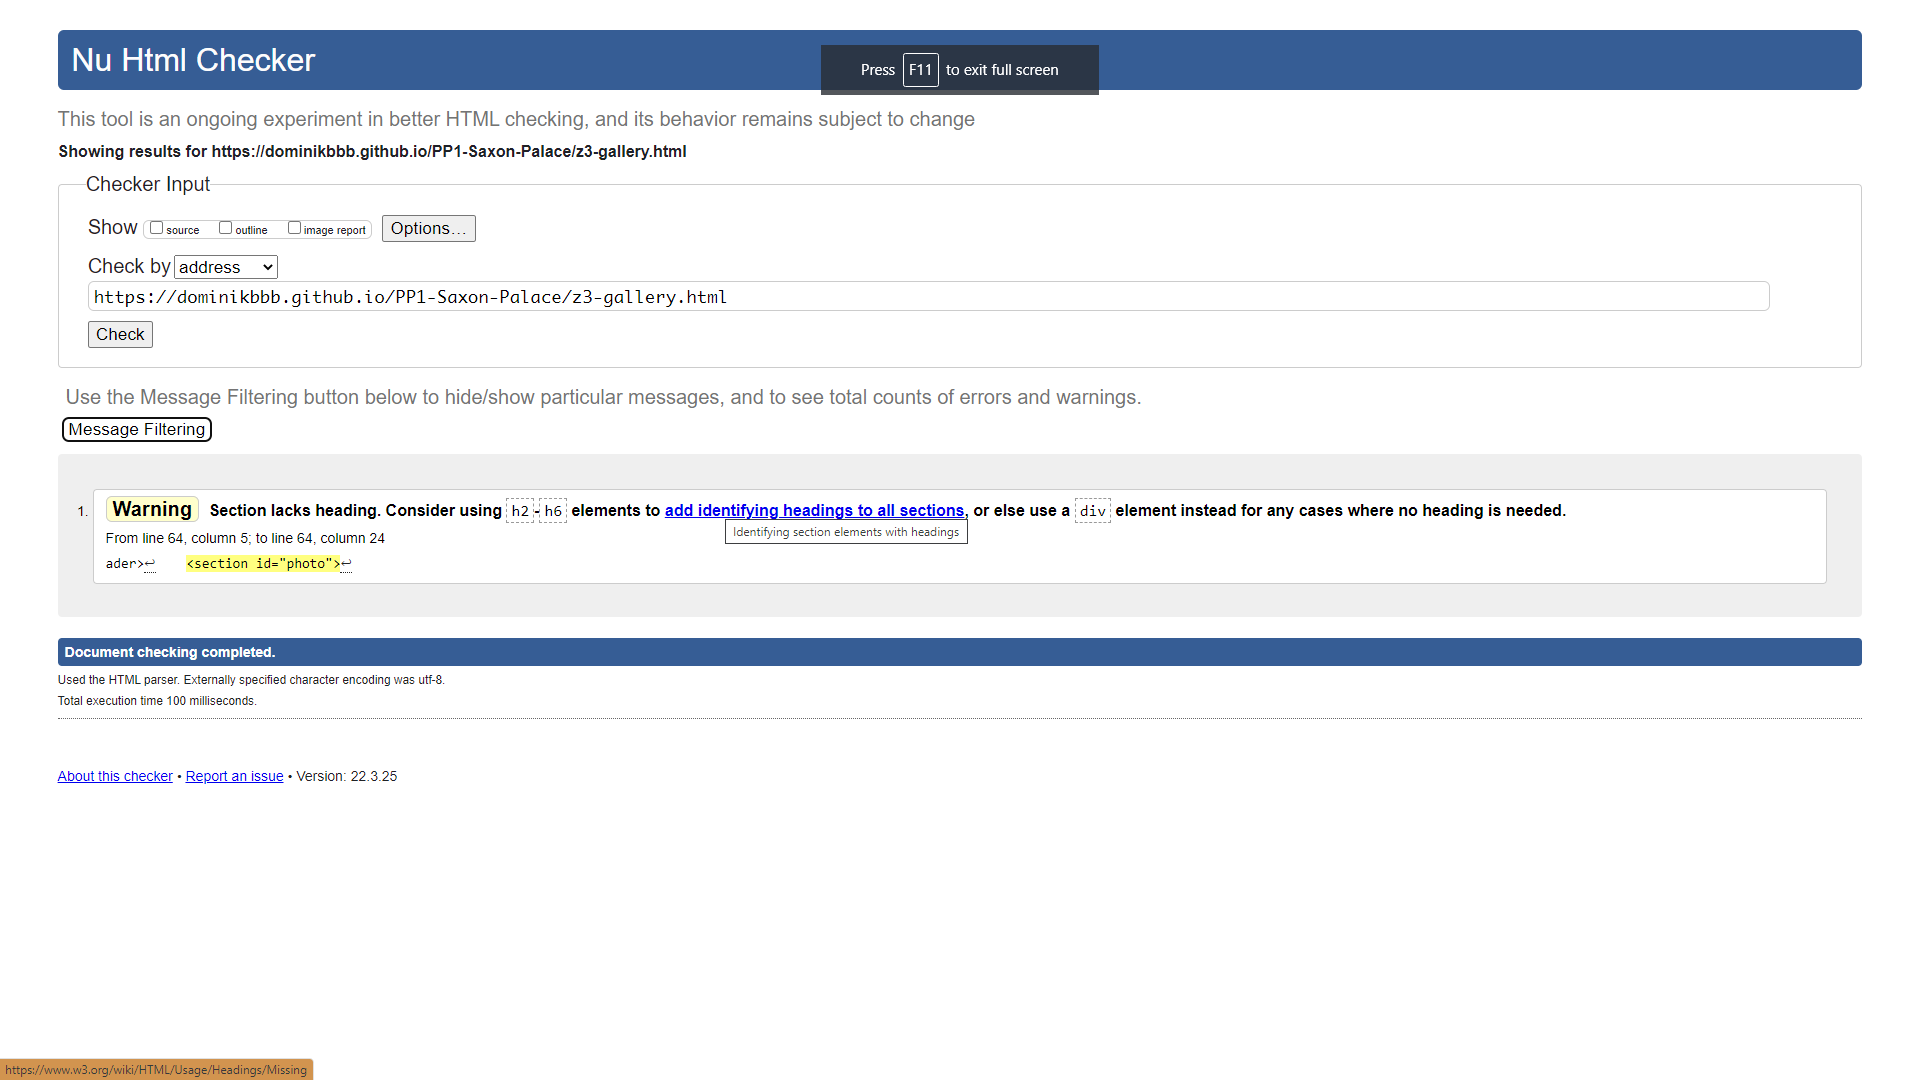 Nu Html Checker
Press F11 to exit full screen
This tool is an ongoing experiment in better HTML checking, and its behavior remains subject to change
Showing results for https://dominikbbb.github.io/PP1-Saxon-Palace/z3-gallery.html
Checker Input
Show source outline image report Options...
Check by address
https://dominikbbb.github.io/PP1-Saxon-Palace/z3-gallery.html
Check
Use the Message Filtering button below to hide/show particular messages, and to see total counts of errors and warnings.
Message Filtering
1. Warning Section lacks heading. Consider using h2-h6 elements to add identifying headings to all sections, or else use a div element instead for any cases where no heading is needed.
Identifying section elements with headings
From line 64, column 5; to line 64, column 24
ader>↩ <section id="photo">↩
Document checking completed.
Used the HTML parser. Externally specified character encoding was utf-8.
Total execution time 100 milliseconds.
About this checker • Report an issue • Version: 22.3.25
https://www.w3.org/wiki/HTML/Usage/Headings/Missing